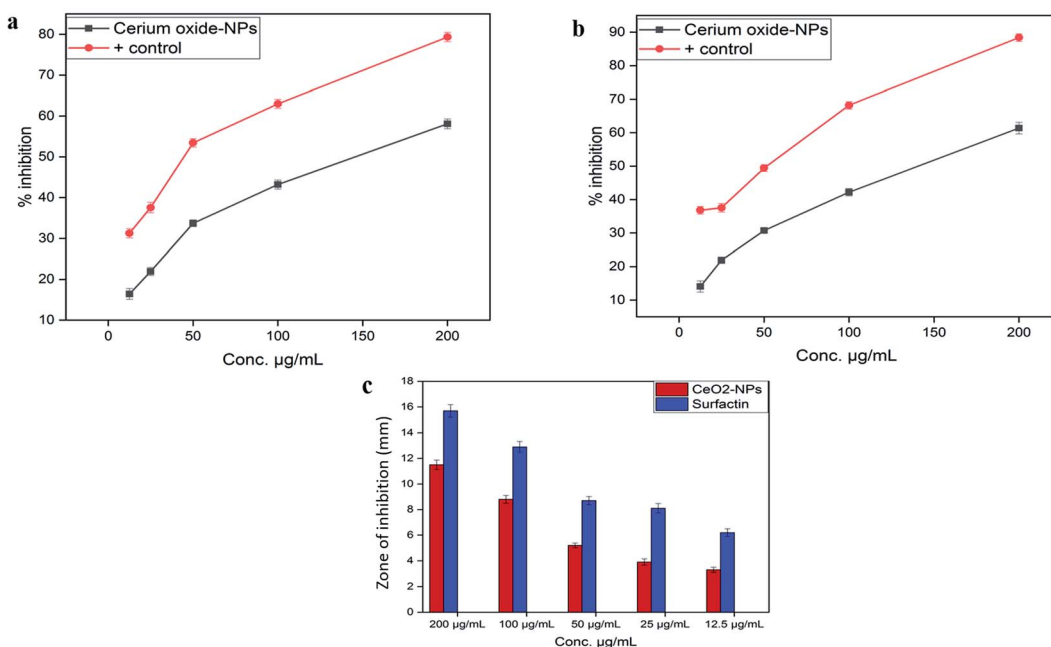 a
Cerium oxide-NPs
+ control
80
70
60
50
40
30
20
10
% inhibition
0
50
100
150
200
Conc. µg/mL
b
Cerium oxide-NPs
+ control
90
80
70
60
50
40
30
20
10
% inhibition
0
50
100
150
200
Conc. µg/mL
c
CeO2-NPs
Surfactin
18
16
14
12
10
8
6
4
2
0
Zone of inhibition (mm)
200 µg/mL
100 µg/mL
50 µg/mL
25 µg/mL
12.5 µg/mL
Conc. µg/mL